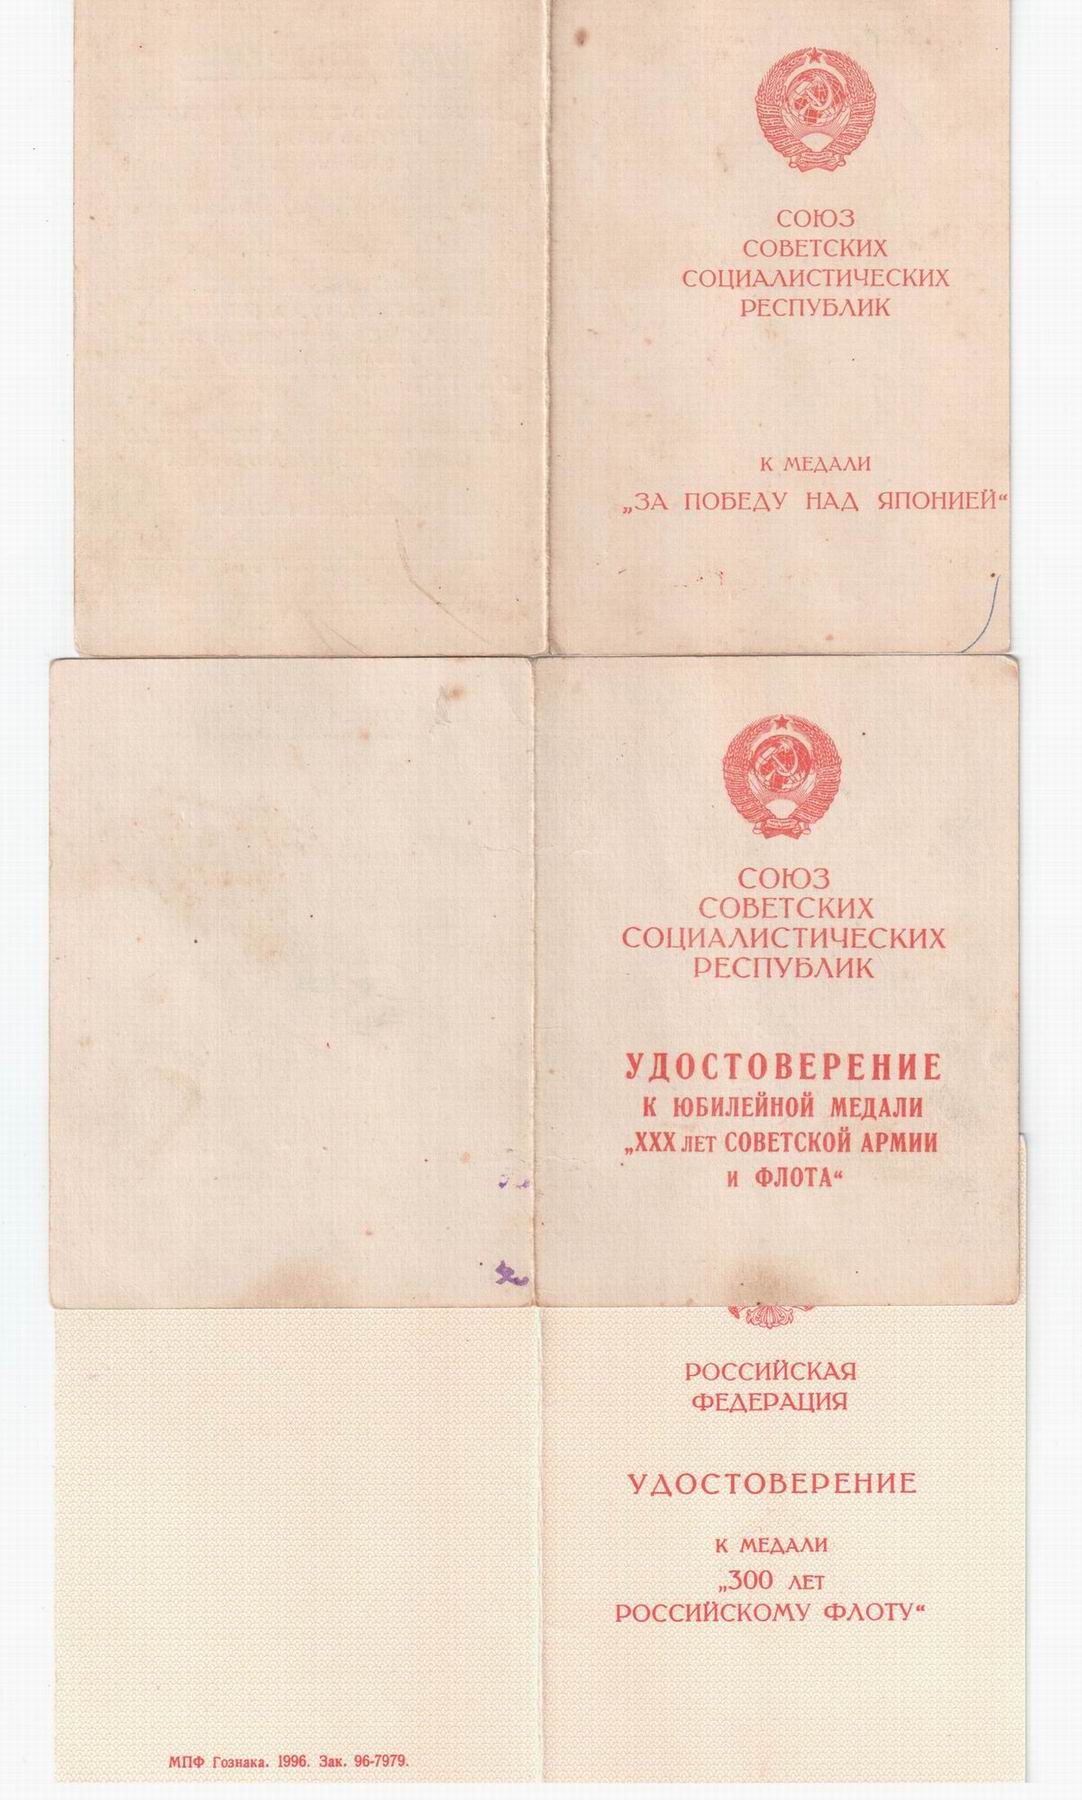 СОЮЗ
СОВЕТСКИХ
СОЦИАЛИСТИЧЕСКИХ
РЕСПУБЛИК
К МЕДАЛИ
„ЗА ПОБЕДУ НАД ЯПОНИЕЙ“
СОЮЗ
СОВЕТСКИХ
СОЦИАЛИСТИЧЕСКИХ
РЕСПУБЛИК
УДОСТОВЕРЕНИЕ
К ЮБИЛЕЙНОЙ МЕДАЛИ
„XXX ЛЕТ СОВЕТСКОЙ АРМИИ
И ФЛОТА“
РОССИЙСКАЯ
ФЕДЕРАЦИЯ
УДОСТОВЕРЕНИЕ
К МЕДАЛИ
„300 ЛЕТ
РОССИЙСКОМУ ФЛОТУ“
МПФ Гознака. 1996. Зак. 96-7979.